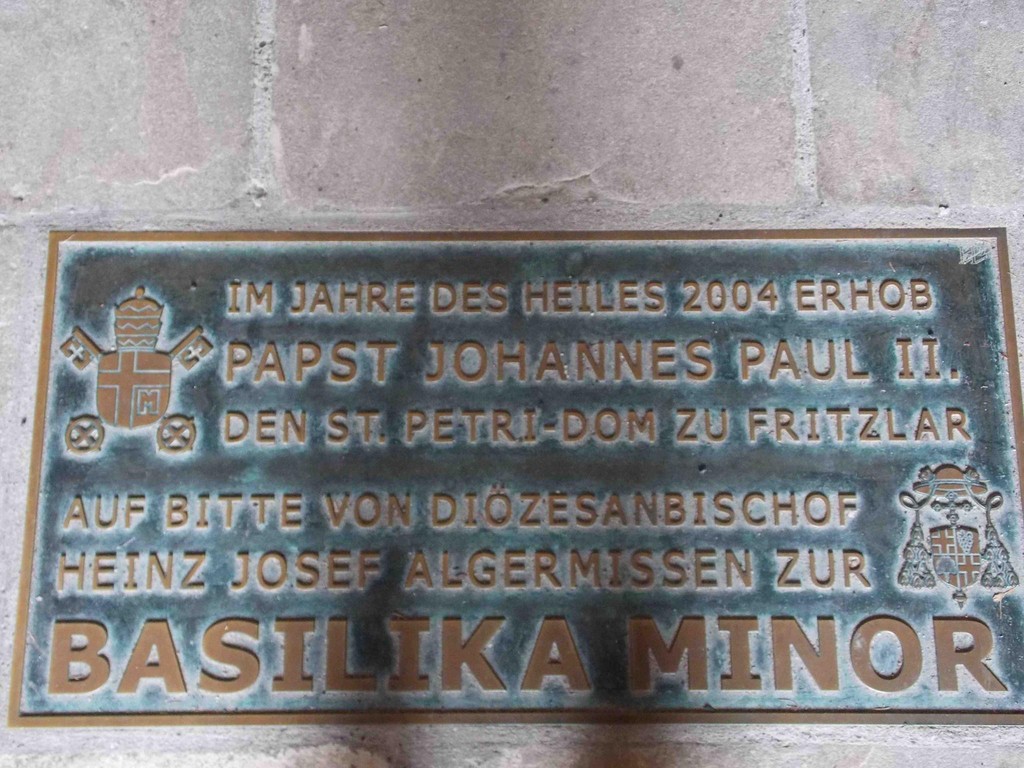 IM JAHRE DES HEILES 2004 ERHOB
PAPST JOHANNES PAUL II.
DEN ST. PETRI-DOM ZU FRITZLAR
AUF BITTE VON DIÖZESANBISCHOF
HEINZ JOSEF ALGERMISSEN ZUR
BASILIKA MINOR
M